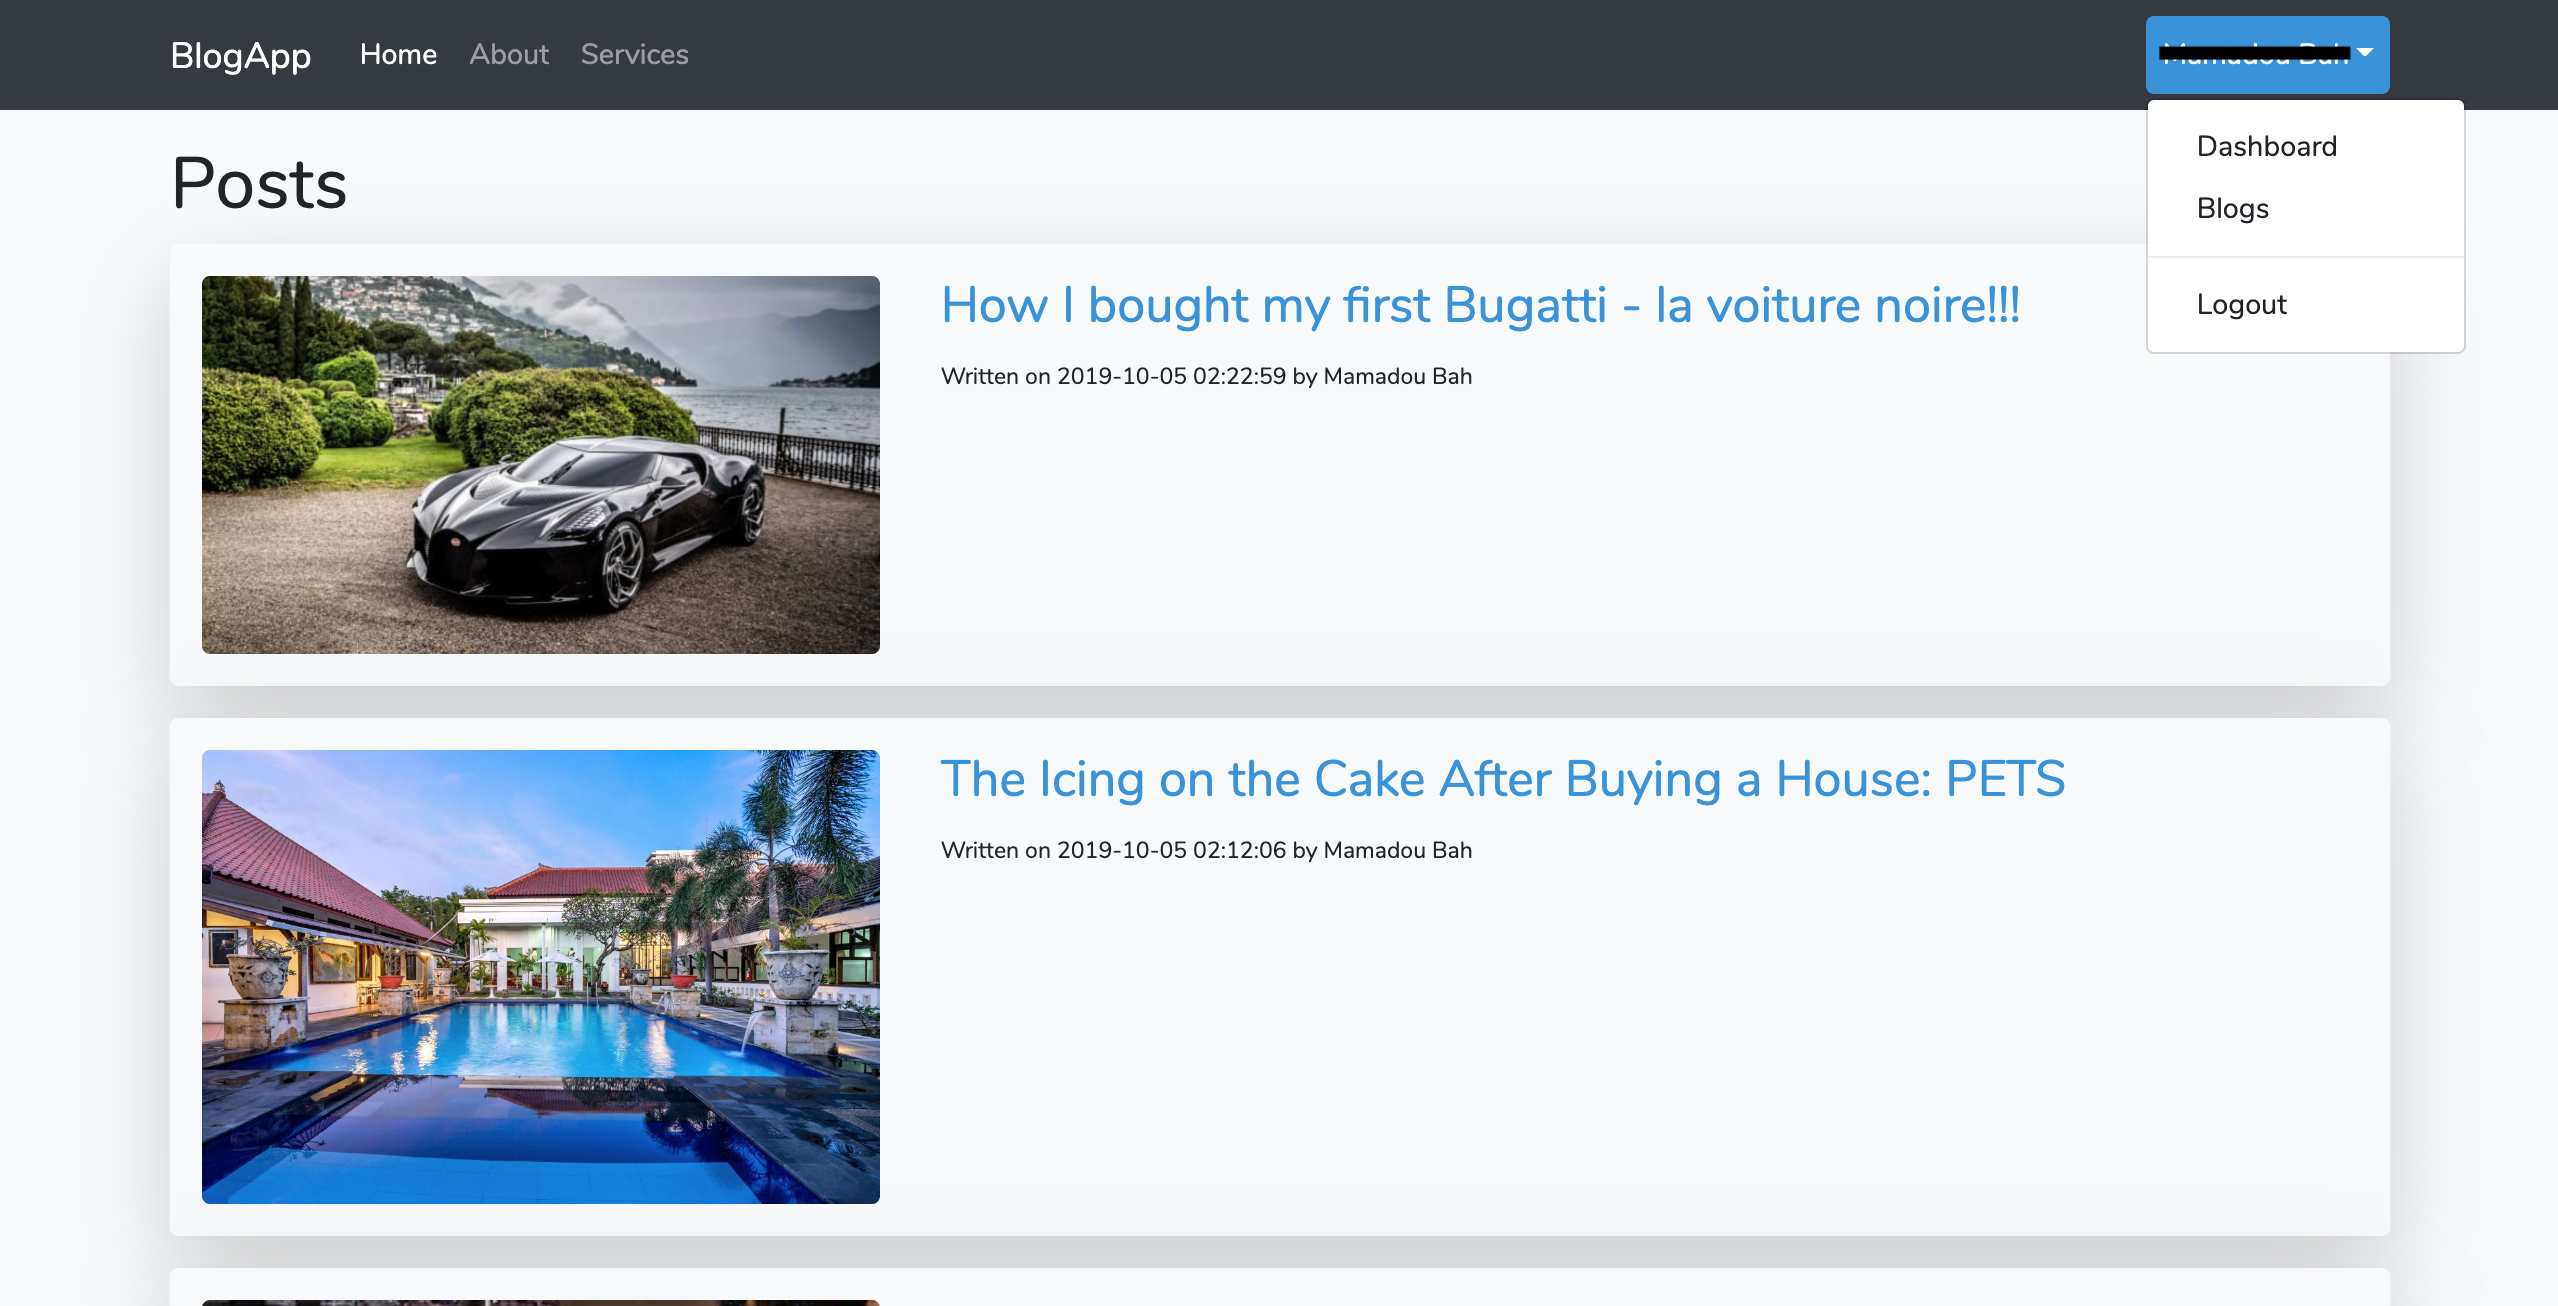 BlogApp
Home
About
Services
Mamadou Bah
Dashboard
Blogs
Logout
Posts
How I bought my first Bugatti - la voiture noire!!!
Written on 2019-10-05 02:22:59 by Mamadou Bah
The Icing on the Cake After Buying a House: PETS
Written on 2019-10-05 02:12:06 by Mamadou Bah